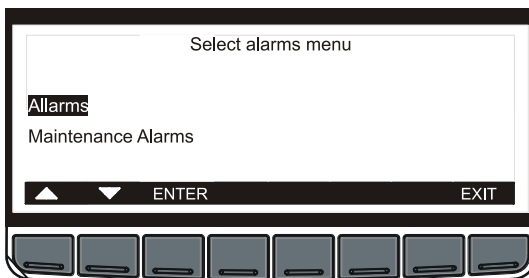 Select alarms menu
Allarms
Maintenance Alarms
ENTER EXIT